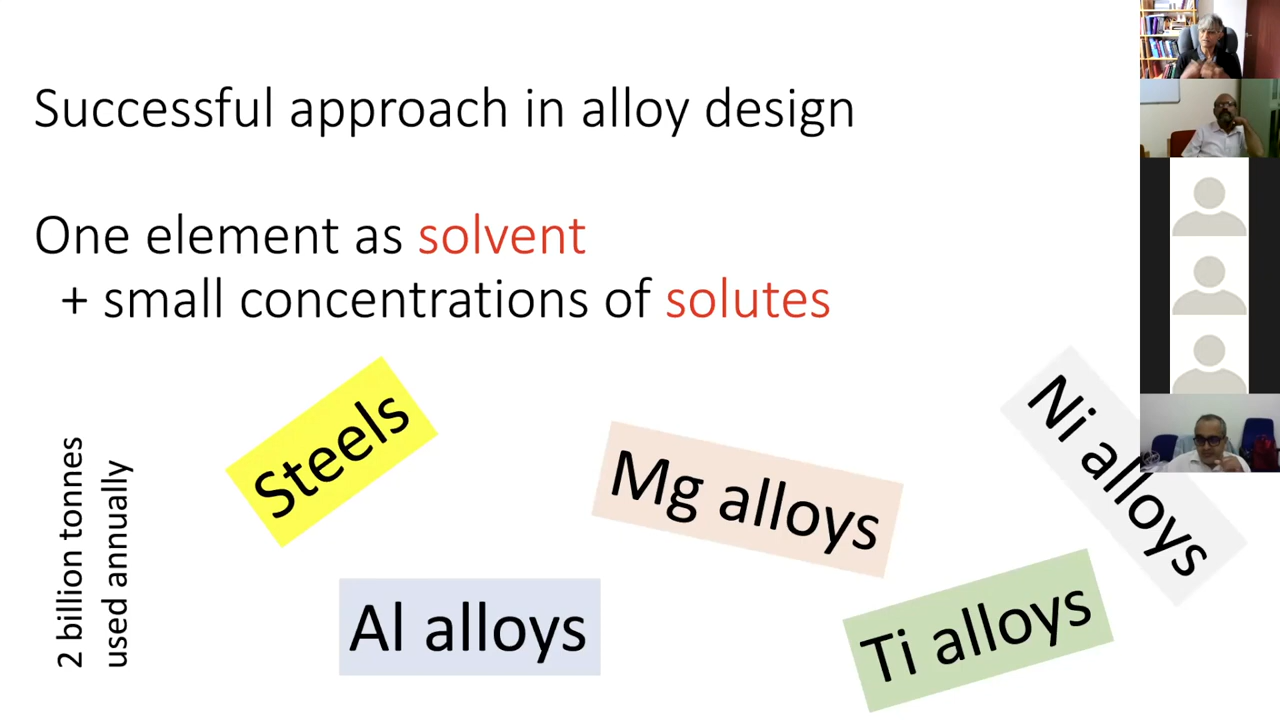 Successful approach in alloy design
One element as solvent
+ small concentrations of solutes
2 billion tonnes
used annually
Steels
Mg alloys
Ni alloys
Al alloys
Ti alloys